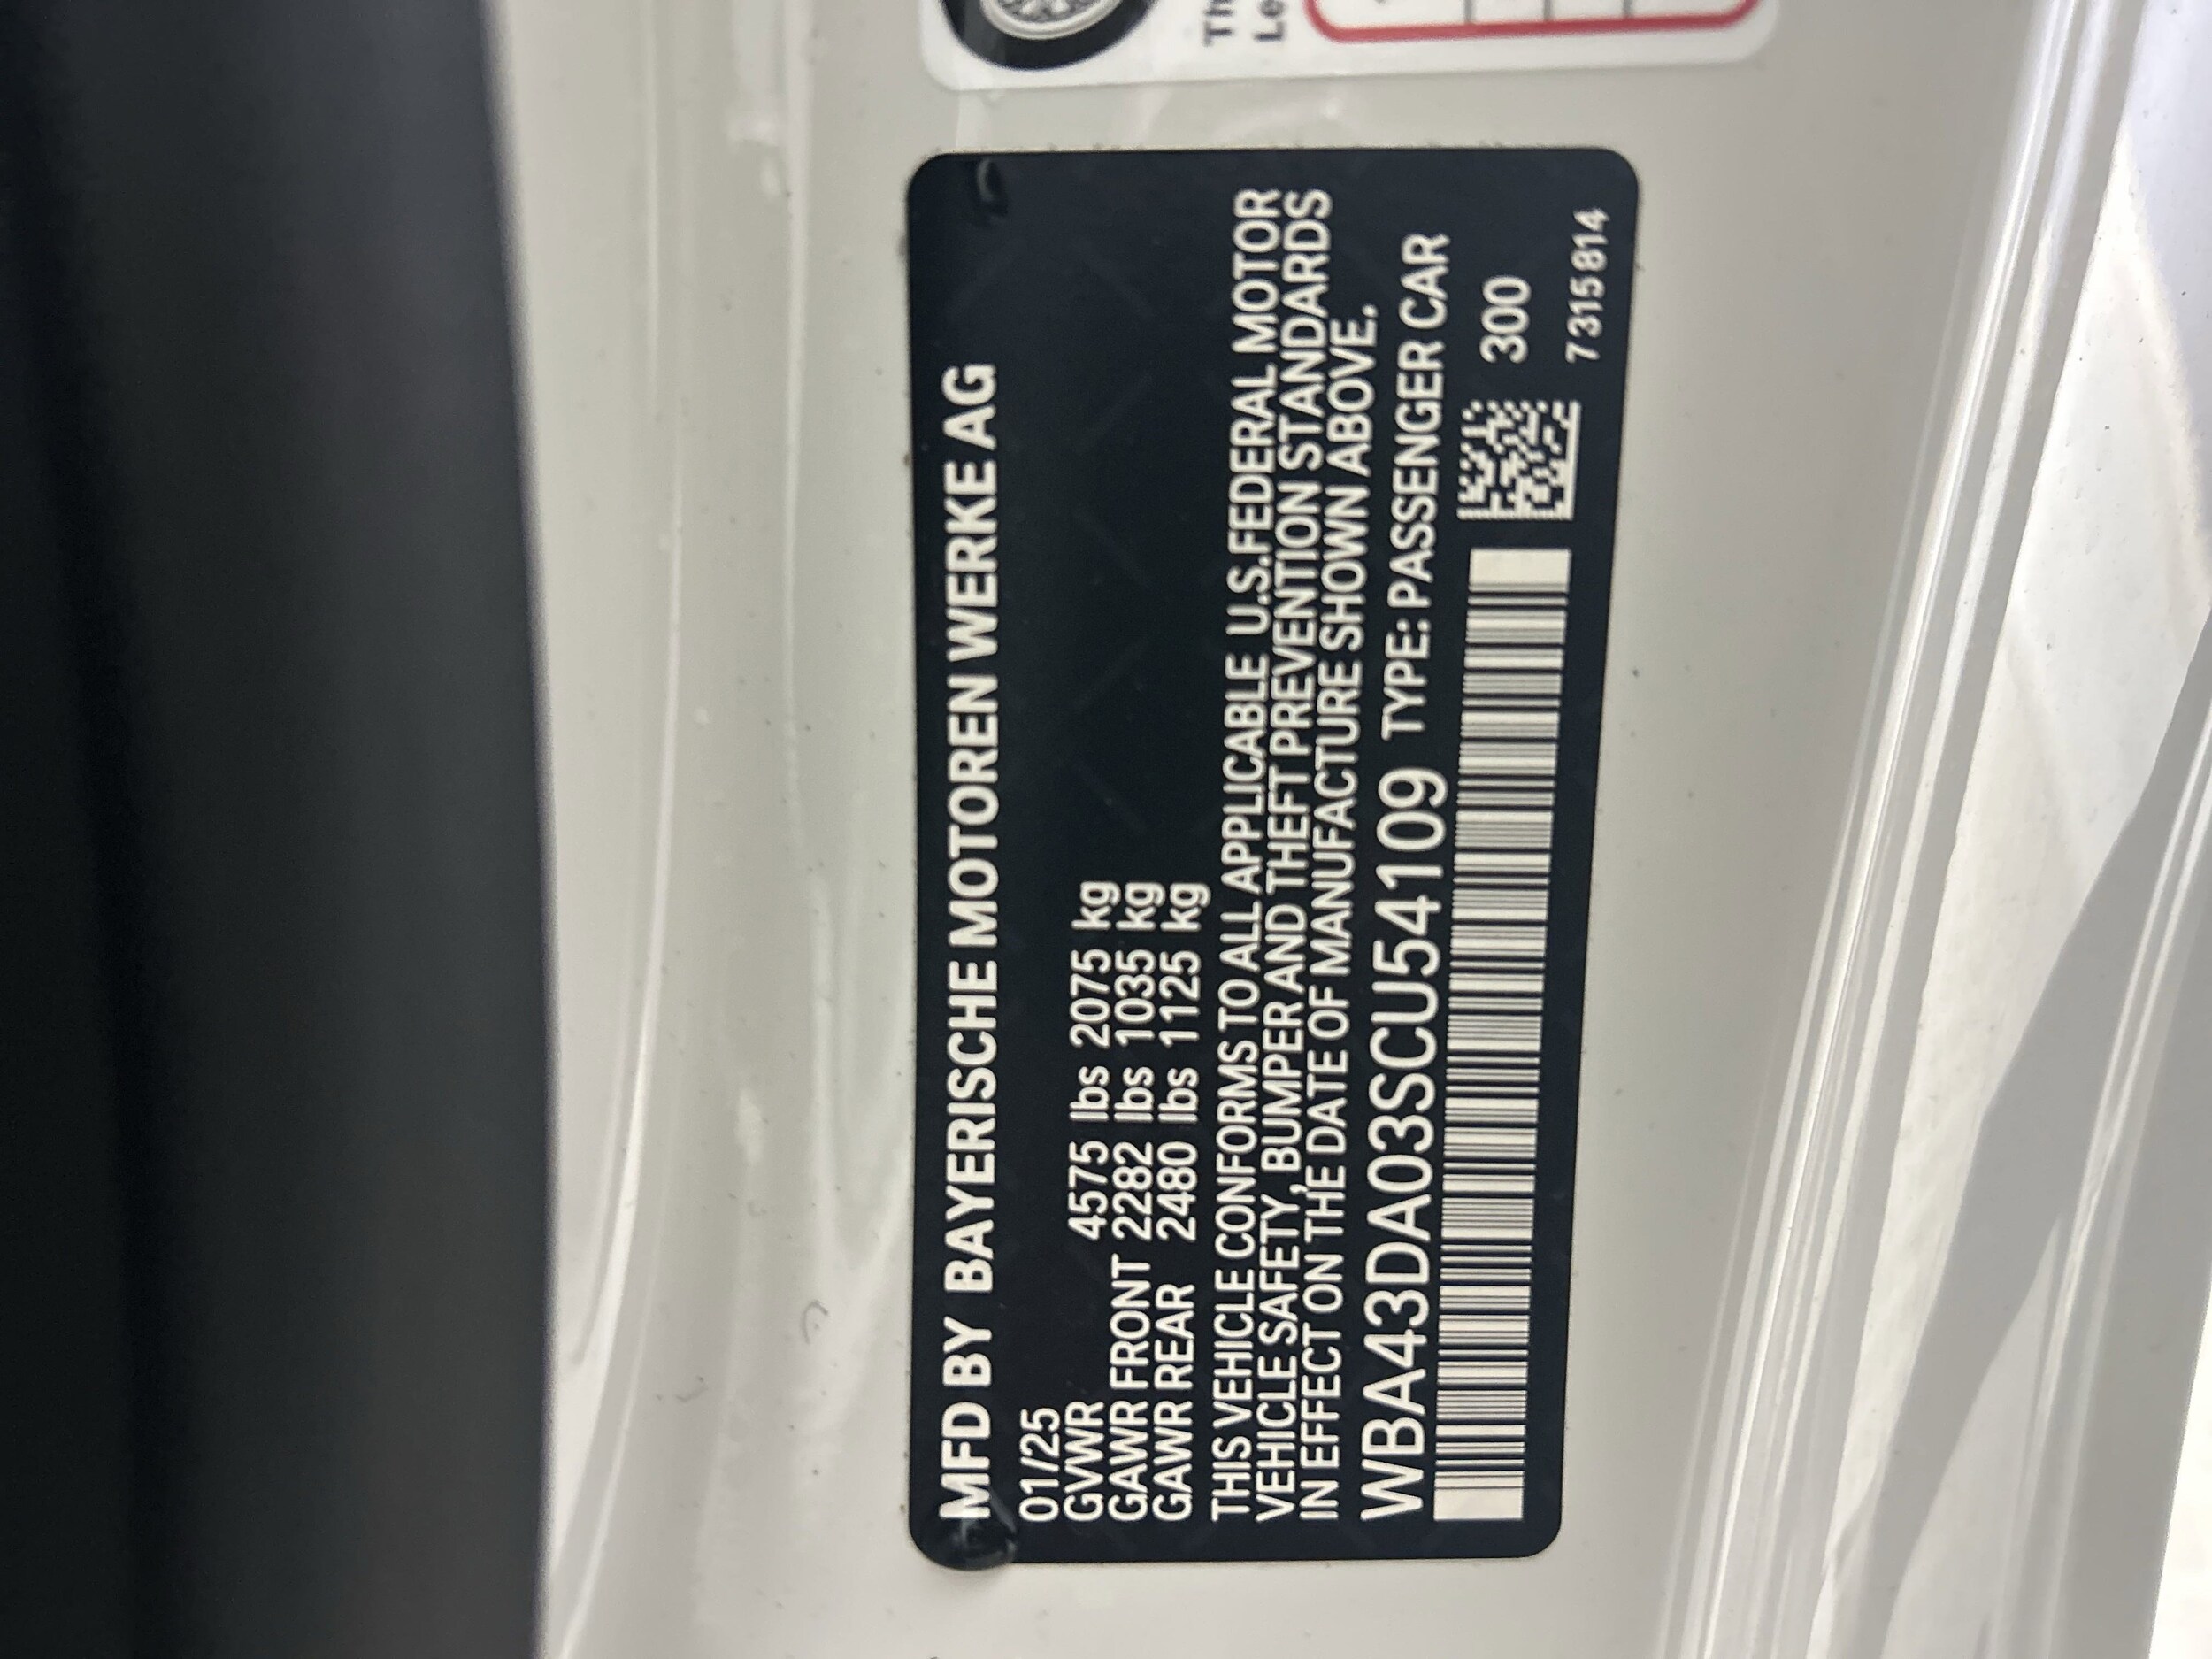 Th
Le
MFD BY BAYERISCHE MOTOREN WERKE AG
01/25
GVWR 4575 lbs 2075 kg
GAWR FRONT 2282 lbs 1035 kg
GAWR REAR 2480 lbs 1125 kg
THIS VEHICLE CONFORMS TO ALL APPLICABLE U.S.FEDERAL MOTOR
VEHICLE SAFETY, BUMPER AND THEFT PREVENTION STANDARDS
IN EFFECT ON THE DATE OF MANUFACTURE SHOWN ABOVE.
WBA43DA03SCU54109 TYPE: PASSENGER CAR
300
7315814